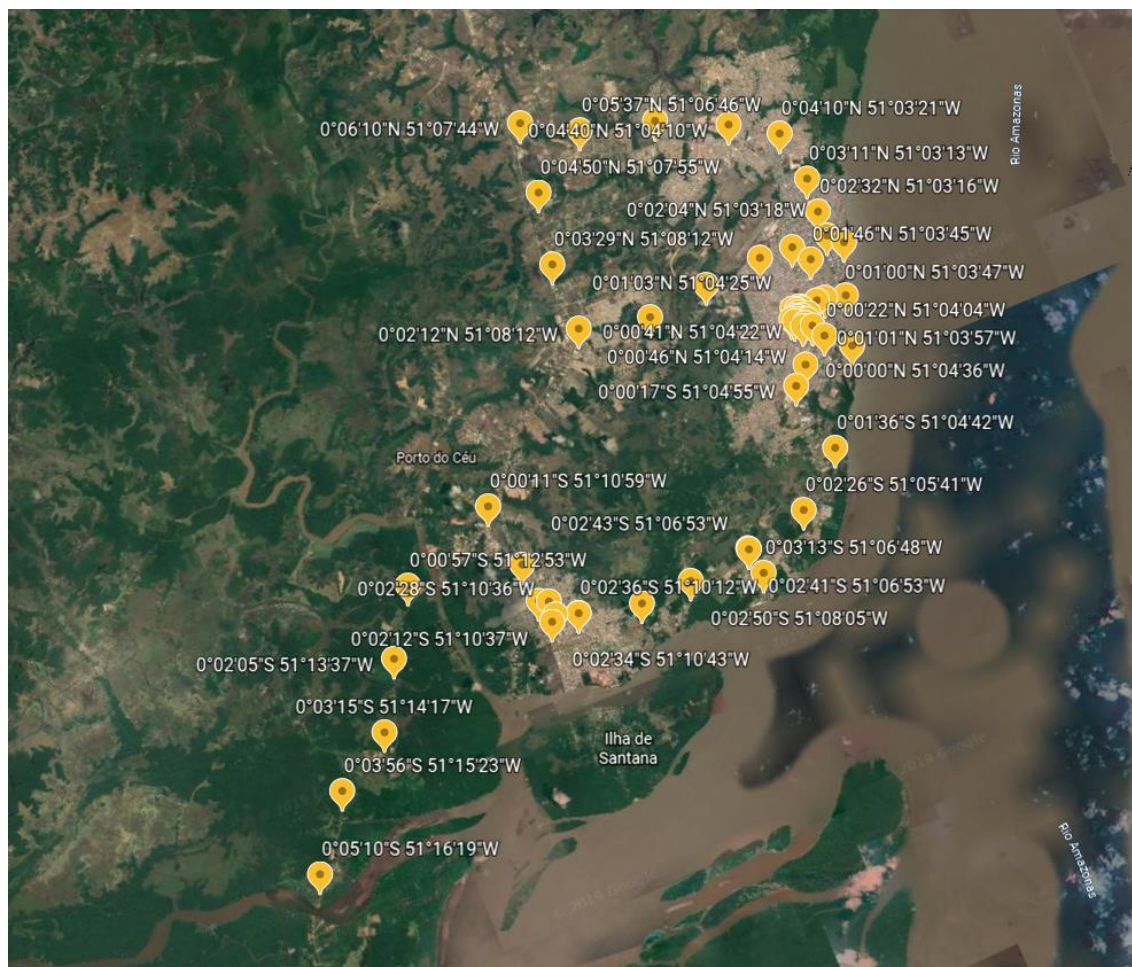 0°05'37"N 51°06'46"W
0°04'10"N 51°03'21"W
0°06'10"N 51°07'44"W
0°04'40"N 51°04'10"W
0°03'11"N 51°03'13"W
0°04'50"N 51°07'55"W
0°02'32"N 51°03'16"W
0°02'04"N 51°03'18"W
0°01'46"N 51°03'45"W
0°03'29"N 51°08'12"W
0°01'00"N 51°03'47"W
0°01'03"N 51°04'25"W
0°00'22"N 51°04'04"W
0°02'12"N 51°08'12"W
0°00'41"N 51°04'22"W
0°01'01"N 51°03'57"W
0°00'46"N 51°04'14"W
0°00'00"N 51°04'36"W
0°00'17"S 51°04'55"W
0°01'36"S 51°04'42"W
Porto do Céu
0°00'11"S 51°10'59"W
0°02'26"S 51°05'41"W
0°02'43"S 51°06'53"W
0°03'13"S 51°06'48"W
0°00'57"S 51°12'53"W
0°02'28"S 51°10'36"W
0°02'36"S 51°10'12"W
0°02'41"S 51°06'53"W
0°02'50"S 51°08'05"W
0°02'12"S 51°10'37"W
0°02'05"S 51°13'37"W
0°02'34"S 51°10'43"W
0°03'15"S 51°14'17"W
Ilha de
Santana
0°03'56"S 51°15'23"W
0°05'10"S 51°16'19"W
Rio Amazonas
Rio Amazonas
© 2019 Google